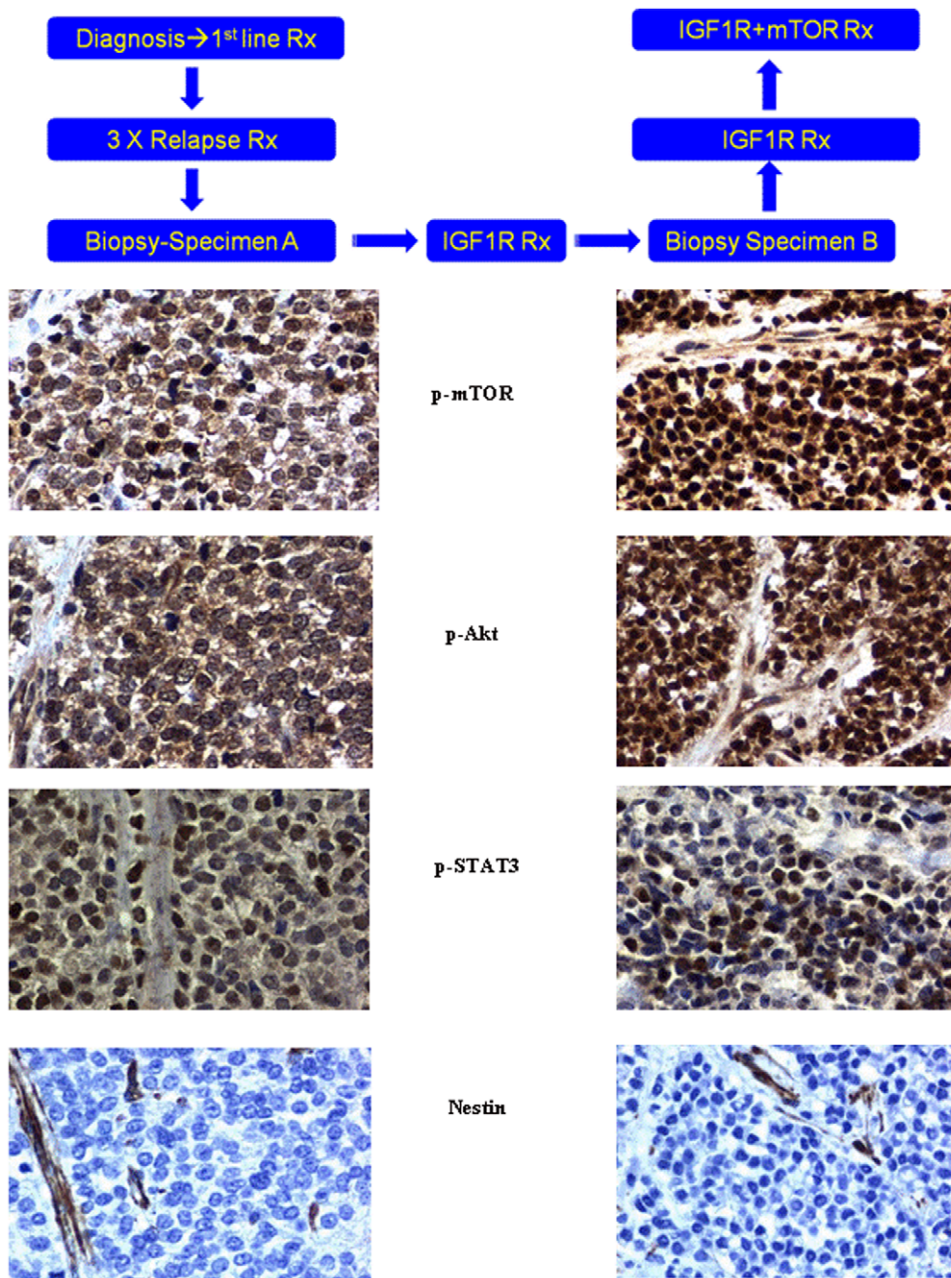 Diagnosis→1st line Rx
IGF1R+mTOR Rx
3 X Relapse Rx
IGF1R Rx
Biopsy-Specimen A
IGF1R Rx
Biopsy Specimen B
p-mTOR
p-Akt
p-STAT3
Nestin